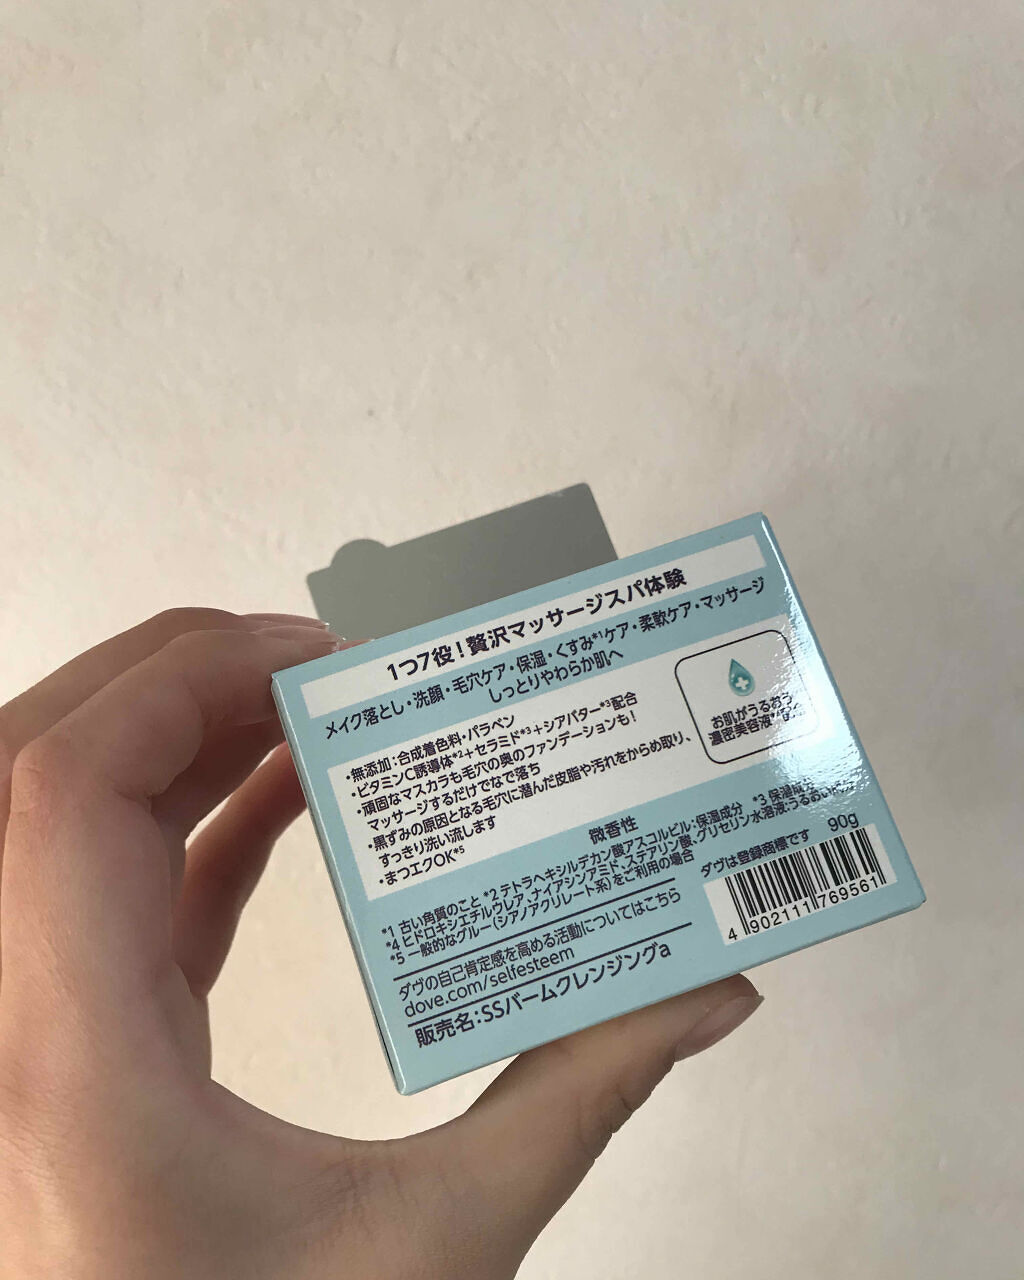 1つ7役!贅沢マッサージスパ体験
メイク落とし・洗顔・毛穴ケア・保湿・くすみ*1ケア・柔軟ケア・マッサージ
しっとりやわらか肌へ
・無添加:合成着色料・パラベン
・ビタミンC誘導体*2+セラミド*3+シアバター*3配合
・頑固なマスカラも毛穴の奥のファンデーションも!
マッサージするだけでなで落ち
・黒ずみの原因となる毛穴に潜んだ皮脂や汚れをからめ取り、
すっきり洗い流します
・まつエクOK*5
お肌がうるおう
濃密美容液*4配合
微香性
*1 古い角質のこと *2 テトラヘキシルデカン酸アスコルビル:保湿成分 *3 保湿成分
*4 ヒドロキシエチルウレア、ナイアシンアミド、ステアリン酸、グリセリン水溶液:うるおい
*5 一般的なグルー(シアノアクリレート系)をご利用の場合
ダヴの自己肯定感を高める活動についてはこちら
dove.com/selfesteem
販売名:SSバームクレンジングa
ダヴは登録商標です 90g
4 902111 769561